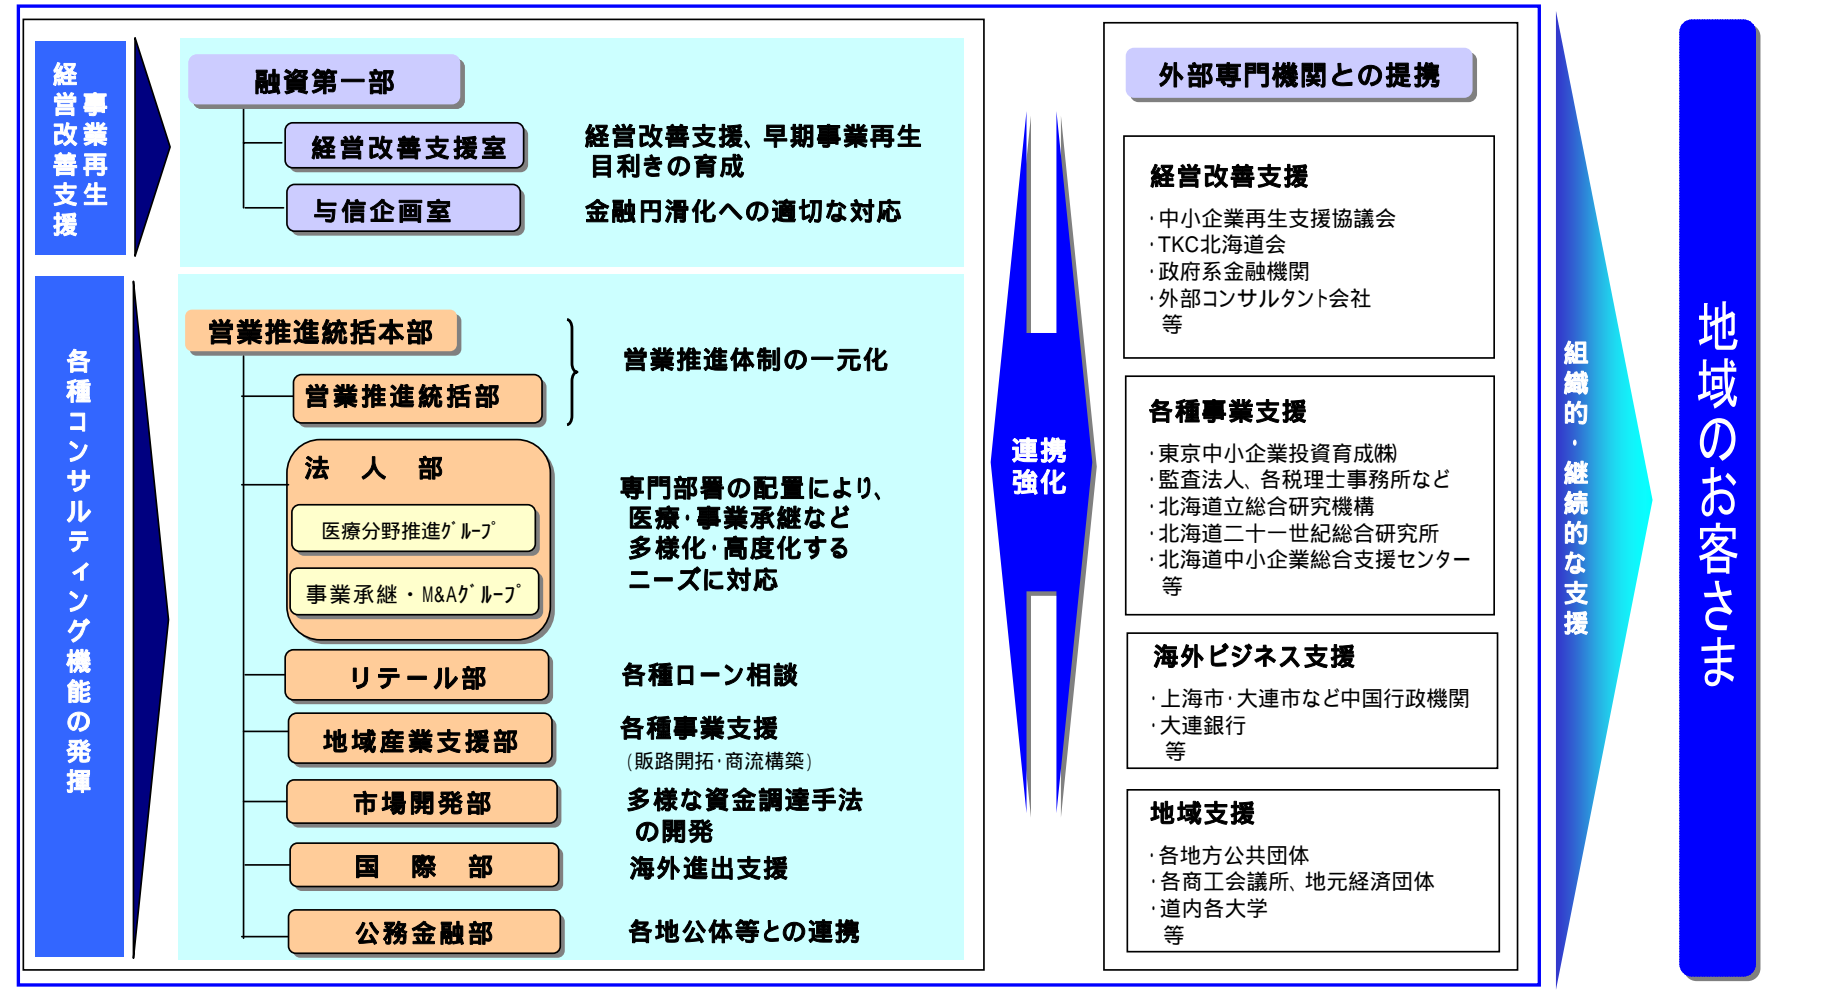 事業再生
経営改善支援
融資第一部
経営改善支援室
経営改善支援、早期事業再生
目利きの育成
与信企画室
金融円滑化への適切な対応
各種コンサルティング機能の発揮
営業推進統括本部
営業推進統括部
営業推進体制の一元化
法 人 部
医療分野推進ｸﾞﾙｰﾌﾟ
事業承継・M&Aｸﾞﾙｰﾌﾟ
専門部署の配置により、
医療・事業承継など
多様化・高度化する
ニーズに対応
リテール部
各種ローン相談
地域産業支援部
各種事業支援
(販路開拓・商流構築)
市場開発部
多様な資金調達手法
の開発
国 際 部
海外進出支援
公務金融部
各地公体等との連携
連携
強化
外部専門機関との提携
経営改善支援
・中小企業再生支援協議会
・TKC北海道会
・政府系金融機関
・外部コンサルタント会社
等
各種事業支援
・東京中小企業投資育成㈱
・監査法人、各税理士事務所など
・北海道立総合研究機構
・北海道二十一世紀総合研究所
・北海道中小企業総合支援センター
等
海外ビジネス支援
・上海市・大連市など中国行政機関
・大連銀行
等
地域支援
・各地方公共団体
・各商工会議所、地元経済団体
・道内各大学
等
組織的・継続的な支援
地域のお客さま